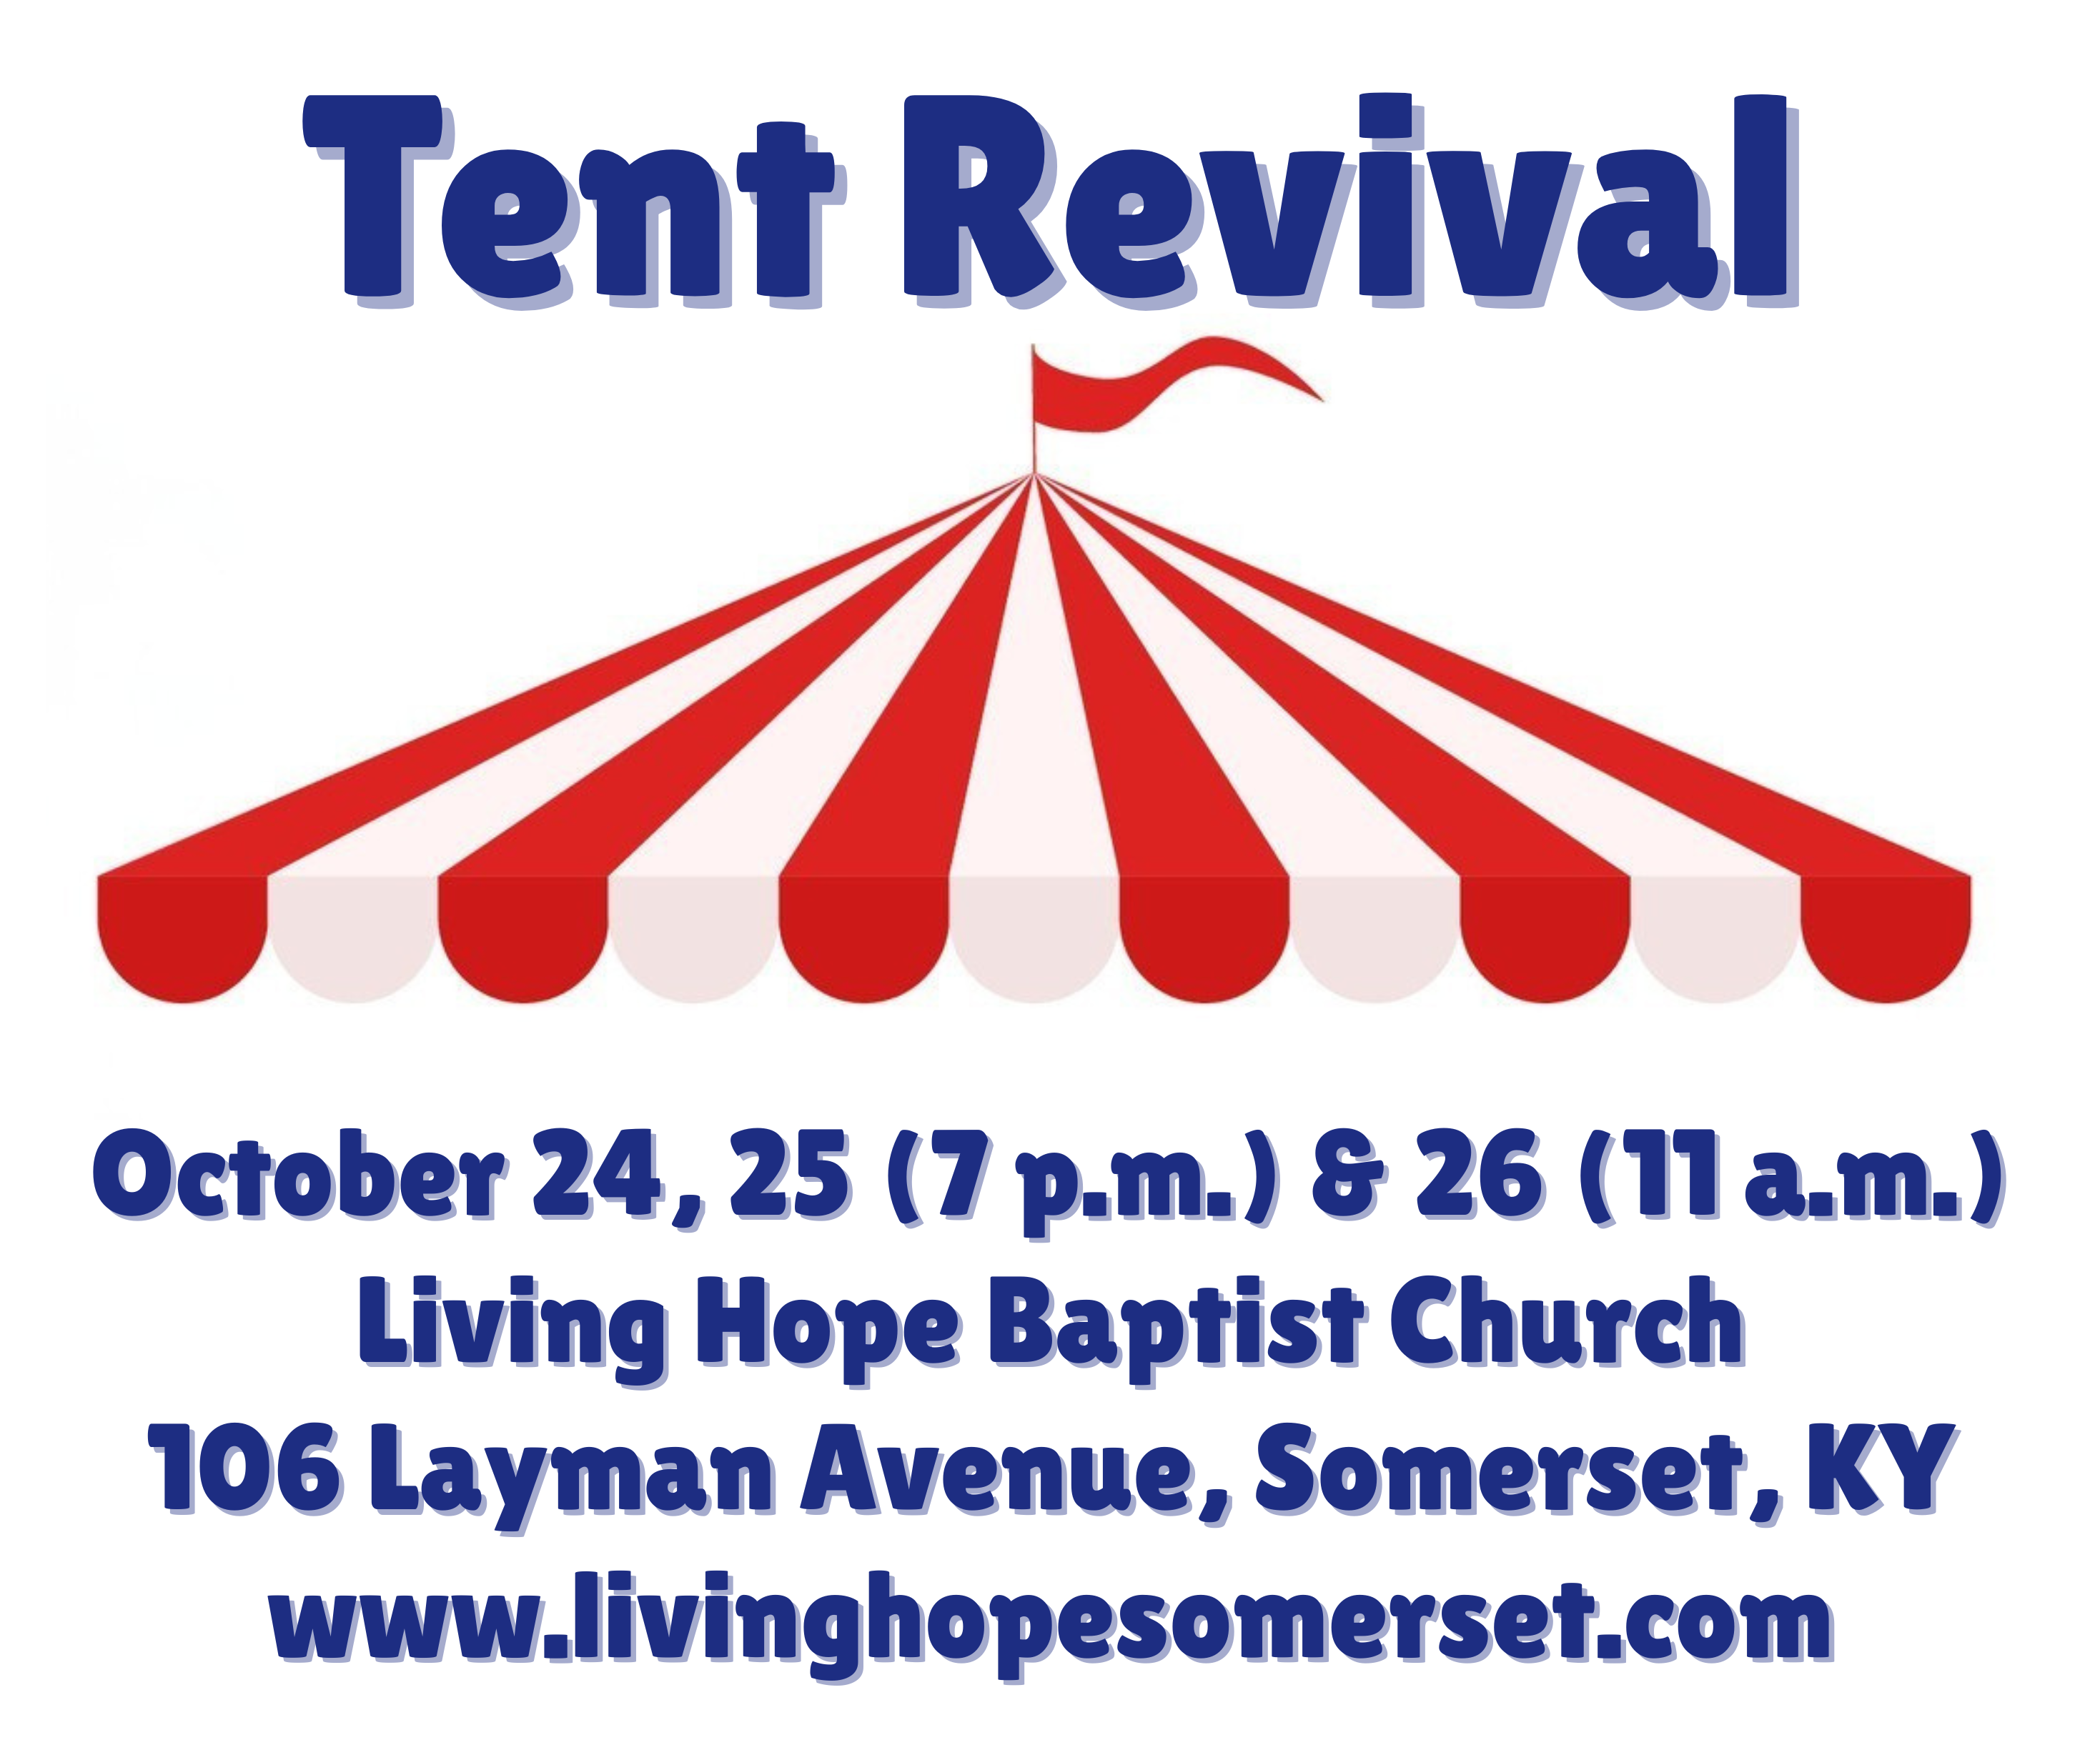 Tent Revival
October 24, 25 (7 p.m.) & 26 (11 a.m.)
Living Hope Baptist Church
106 Layman Avenue, Somerset, KY
www.livinghopesomerset.com